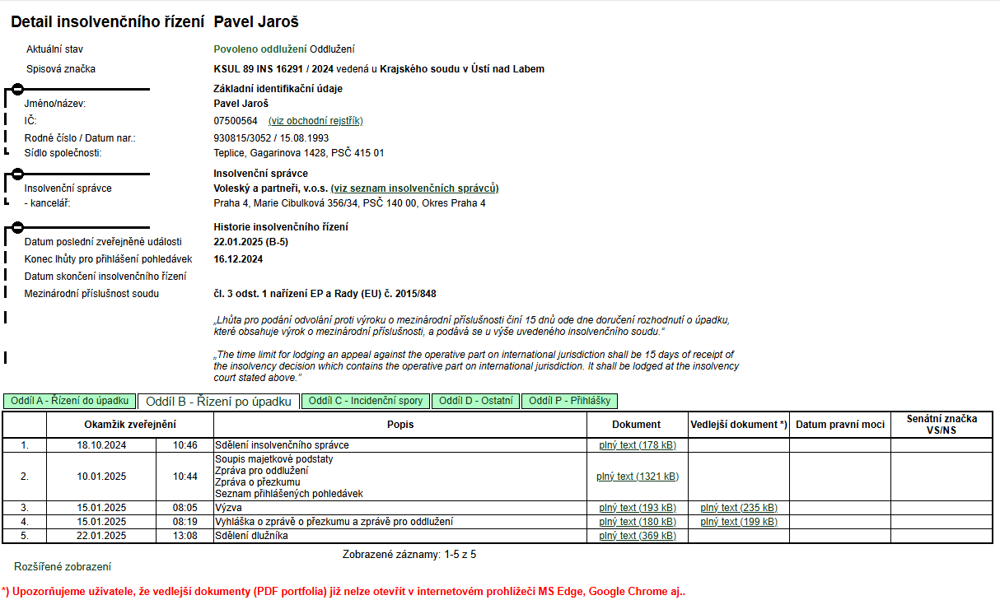 Detail insolvenčního řízení Pavel Jaroš
Aktuální stav Povoleno oddlužení Oddlužení
Spisová značka KSUL 89 INS 16291 / 2024 vedená u Krajského soudu v Ústí nad Labem
Základní identifikační údaje
Jméno/název: Pavel Jaroš
IČ: 07500564 (viz obchodní rejstřík)
Rodné číslo / Datum nar.: 930815/3052 / 15.08.1993
Sídlo společnosti: Teplice, Gagarinova 1428, PSČ 415 01
Insolvenční správce
Insolvenční správce Voleský a partneři, v.o.s. (viz seznam insolvenčních správců)
- kancelář: Praha 4, Marie Cibulková 356/34, PSČ 140 00, Okres Praha 4
Historie insolvenčního řízení
Datum poslední zveřejněné události 22.01.2025 (B-5)
Konec lhůty pro přihlášení pohledávek 16.12.2024
Datum skončení insolvenčního řízení
Mezinárodní příslušnost soudu čl. 3 odst. 1 nařízení EP a Rady (EU) č. 2015/848
„Lhůta pro podání odvolání proti výroku o mezinárodní příslušnosti činí 15 dnů ode dne doručení rozhodnutí o úpadku,
které obsahuje výrok o mezinárodní příslušnosti, a podává se u výše uvedeného insolvenčního soudu.“
„The time limit for lodging an appeal against the operative part on international jurisdiction shall be 15 days of receipt of
the insolvency decision which contains the operative part on international jurisdiction. It shall be lodged at the insolvency
court stated above.”
Oddíl A - Řízení do úpadku Oddíl B - Řízení po úpadku Oddíl C - Incidenční spory Oddíl D - Ostatní Oddíl P - Přihlášky
Okamžik zveřejnění Popis Dokument Vedlejší dokument *) Datum pravní moci Senátní značka
VS/NS
1. 18.10.2024 10:46 Sdělení insolvenčního správce plný text (178 kB)
2. 10.01.2025 10:44 Soupis majetkové podstaty
Zpráva pro oddlužení
Zpráva o přezkumu
Seznam přihlášených pohledávek plný text (1321 kB)
3. 15.01.2025 08:05 Výzva plný text (193 kB) plný text (235 kB)
4. 15.01.2025 08:19 Vyhláška o zprávě o přezkumu a zprávě pro oddlužení plný text (180 kB) plný text (199 kB)
5. 22.01.2025 13:08 Sdělení dlužníka plný text (369 kB)
Zobrazené záznamy: 1-5 z 5
Rozšířené zobrazení
*) Upozorňujeme uživatele, že vedlejší dokumenty (PDF portfolia) již nelze otevřít v internetovém prohlížeči MS Edge, Google Chrome aj..